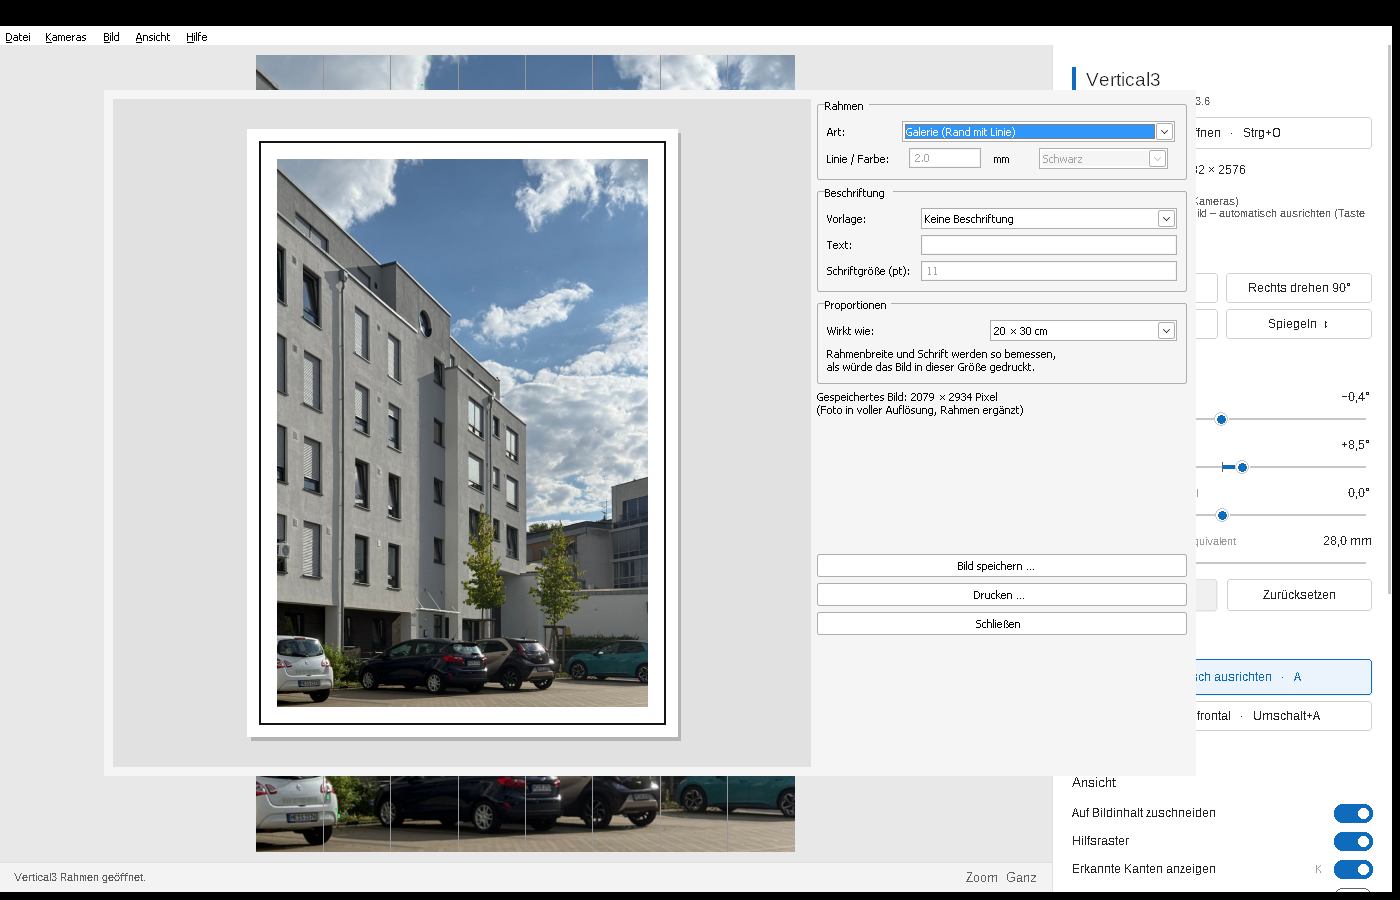 Datei Kameras Bild Ansicht Hilfe
Vertical3
3.6
ffnen · Strg+O
32 × 2576
Kameras)
ild – automatisch ausrichten (Taste
Rechts drehen 90°
Spiegeln ↕
−0,4°
+8,5°
0,0°
quivalent 28,0 mm
Zurücksetzen
sch ausrichten · A
frontal · Umschalt+A
Ansicht
Auf Bildinhalt zuschneiden
Hilfsraster
Erkannte Kanten anzeigen K
Rahmen
Art: Galerie (Rand mit Linie)
Linie / Farbe: 2.0 mm Schwarz
Beschriftung
Vorlage: Keine Beschriftung
Text:
Schriftgröße (pt): 11
Proportionen
Wirkt wie: 20 × 30 cm
Rahmenbreite und Schrift werden so bemessen,
als würde das Bild in dieser Größe gedruckt.
Gespeichertes Bild: 2079 × 2934 Pixel
(Foto in voller Auflösung, Rahmen ergänzt)
Bild speichern ...
Drucken ...
Schließen
Vertical3 Rahmen geöffnet.
Zoom Ganz